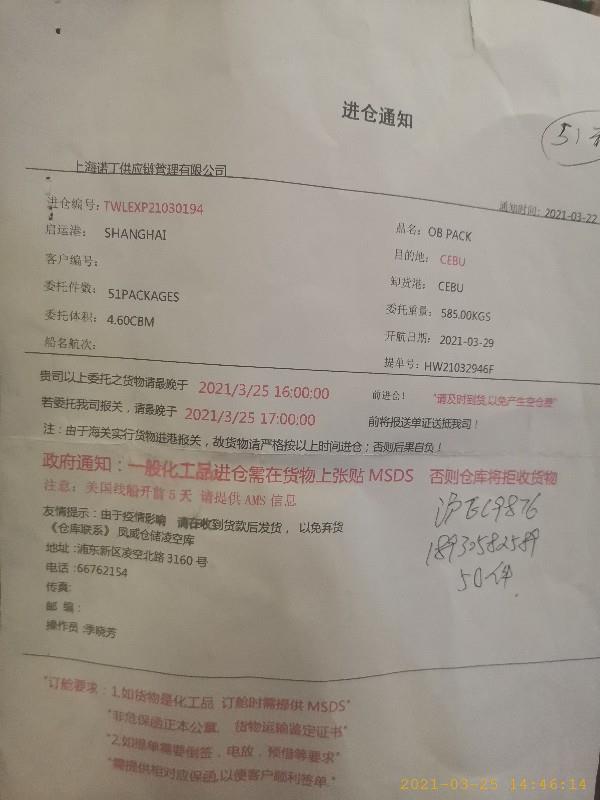 进仓通知
51
上海诺丁供应链管理有限公司
通知时间：2021-03-22
进仓编号：TWLEXP21030194
品名：OB PACK
启运港： SHANGHAI
目的地： CEBU
客户编号：
卸货港： CEBU
委托件数： 51PACKAGES
委托重量： 585.00KGS
委托体积： 4.60CBM
开航日期： 2021-03-29
船名航次：
提单号：HW21032946F
贵司以上委托之货物请最晚于 2021/3/25 16:00:00 前进仓！ "请及时到货,以免产生空仓费"
若委托我司报关，请最晚于 2021/3/25 17:00:00 前将报送单证送抵我司！
注：由于海关实行货物进港报关，故货物请严格按以上时间进仓；否则后果自负！
政府通知：一般化工品进仓需在货物上张贴 MSDS 否则仓库将拒收货物
注意：美国线船开前 5 天 请提供 AMS 信息
友情提示：由于疫情影响 请在收到货款后发货，以免弃货
《仓库联系》 凤威仓储凌空库
地址：浦东新区凌空北路 3160 号
电话：66762154
传真:
邮 编：
操作员 :季晓芳
沪EC9876
50件
"订舱要求：1.如货物是化工品 订舱时需提供 MSDS"
"非危保函正本公章， 货物运输鉴定证书"
"2.如提单需要倒签，电放，预借等要求"
"需提供相对应保函,以便客户顺利签单."
2021-03-25 14:46:14